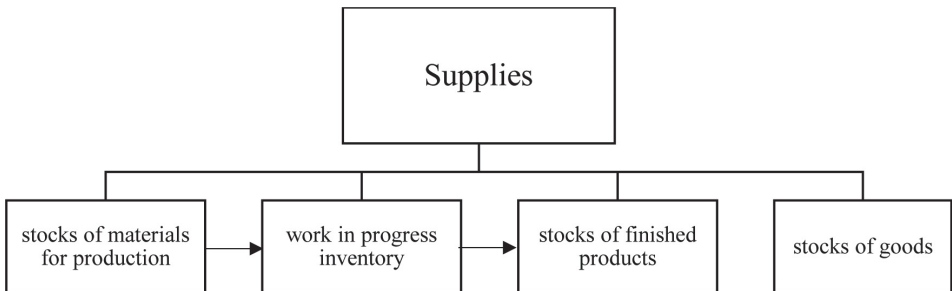 Supplies
stocks of materials
for production
work in progress
inventory
stocks of finished
products
stocks of goods